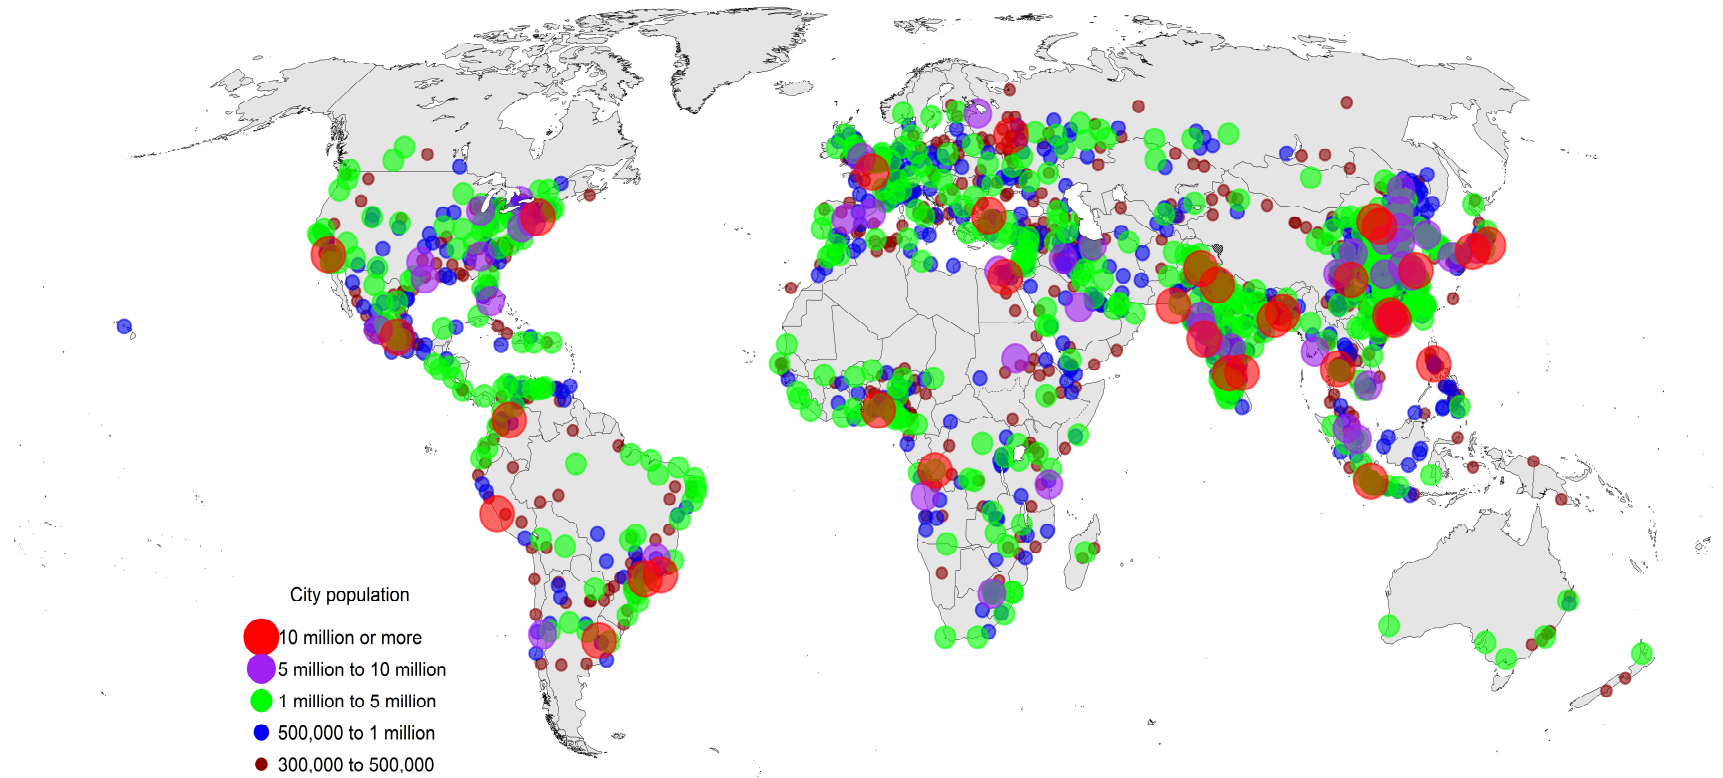 City population
10 million or more
5 million to 10 million
1 million to 5 million
500,000 to 1 million
300,000 to 500,000